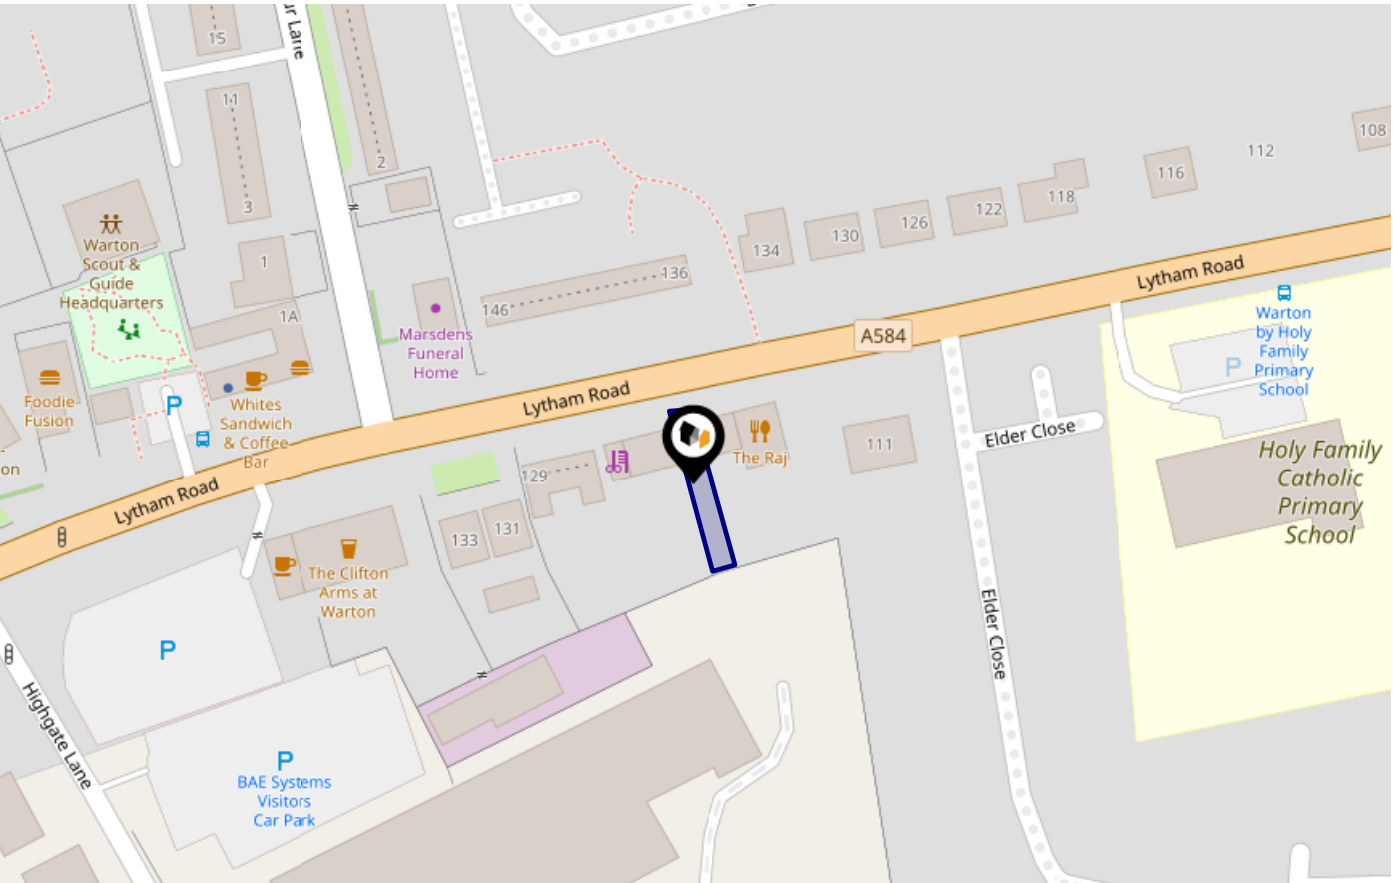 15
ur Lane
11
2
3
108
112
116
118
122
126
130
134
136
146
Warton
Scout &
Guide
Headquarters
1
1A
Marsdens
Funeral
Home
Lytham Road
A584
Lytham Road
Lytham Road
Warton
by Holy
Family
Primary
School
P
Foodie
Fusion
P
Whites
Sandwich
& Coffee
Bar
on
129
The Raj
111
Elder Close
Holy Family
Catholic
Primary
School
133
131
The Clifton
Arms at
Warton
Elder Close
P
Highgate Lane
P
BAE Systems
Visitors
Car Park